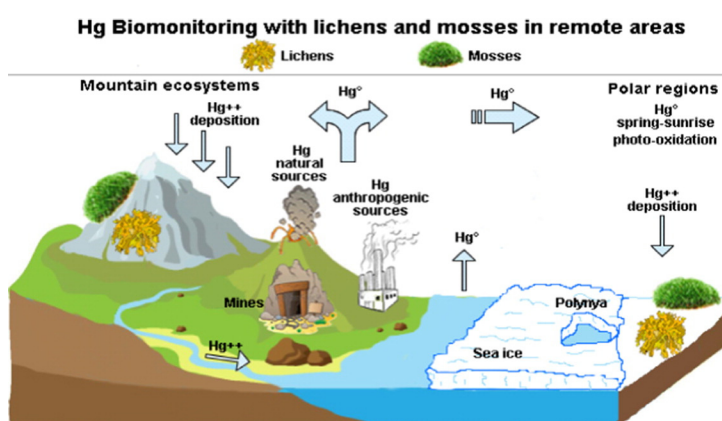 Hg Biomonitoring with lichens and mosses in remote areas
Lichens
Mosses
Mountain ecosystems
Hg++
deposition
Hg°
Hg°
Polar regions
Hg°
spring-sunrise
photo-oxidation
Hg
natural
sources
Hg
anthropogenic
sources
Hg++
deposition
Hg°
Mines
Polynya
Hg++
Sea ice